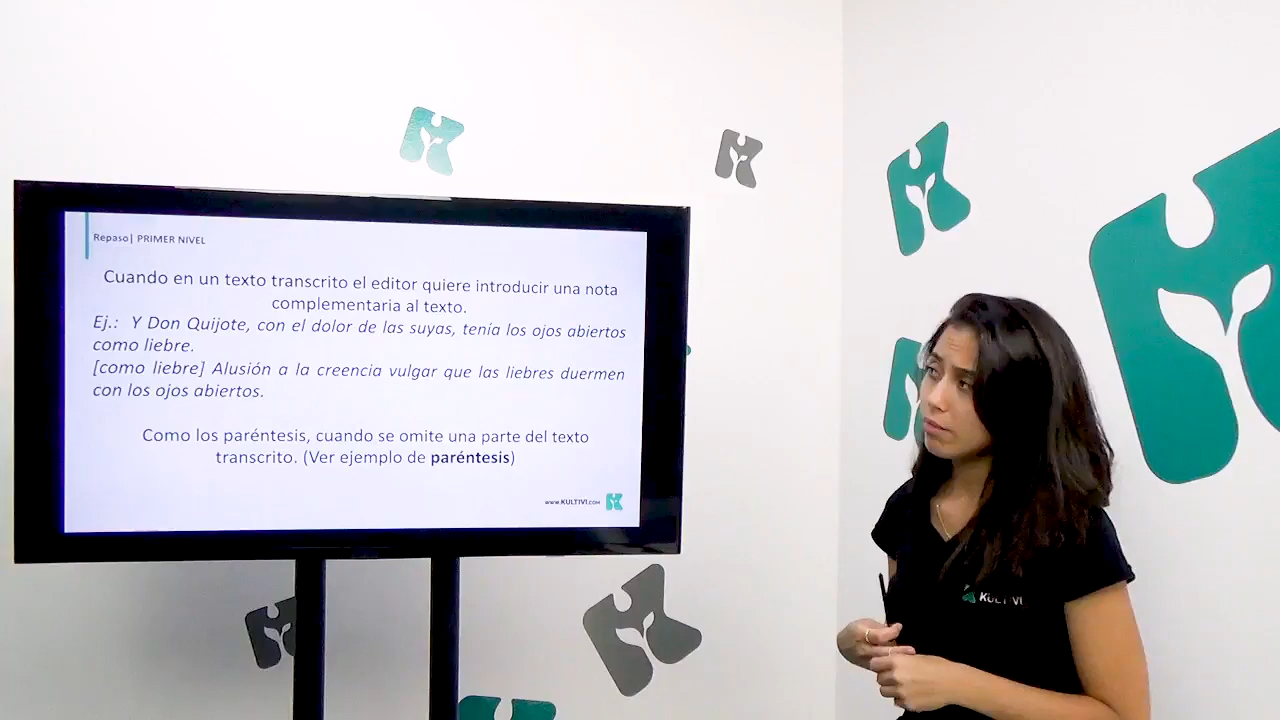 Repaso| PRIMER NIVEL
Cuando en un texto transcrito el editor quiere introducir una nota
complementaria al texto.
Ej.: Y Don Quijote, con el dolor de las suyas, tenía los ojos abiertos
como liebre.
[como liebre] Alusión a la creencia vulgar que las liebres duermen
con los ojos abiertos.
Como los paréntesis, cuando se omite una parte del texto
transcrito. (Ver ejemplo de paréntesis)
www.KULTIVI.COM
KULTIVI